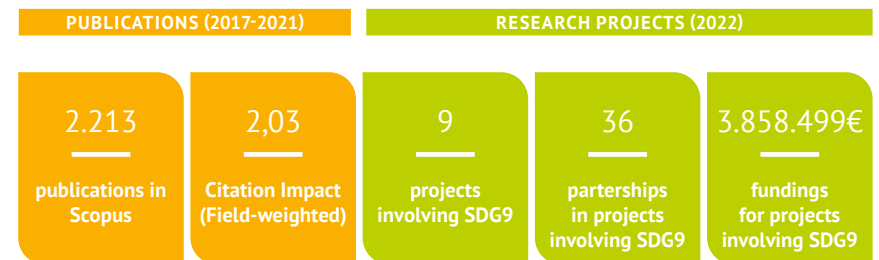 PUBLICATIONS (2017-2021)
RESEARCH PROJECTS (2022)
2.213
publications in
Scopus
2,03
Citation Impact
(Field-weighted)
9
projects
involving SDG9
36
parterships
in projects
involving SDG9
3.858.499€
fundings
for projects
involving SDG9